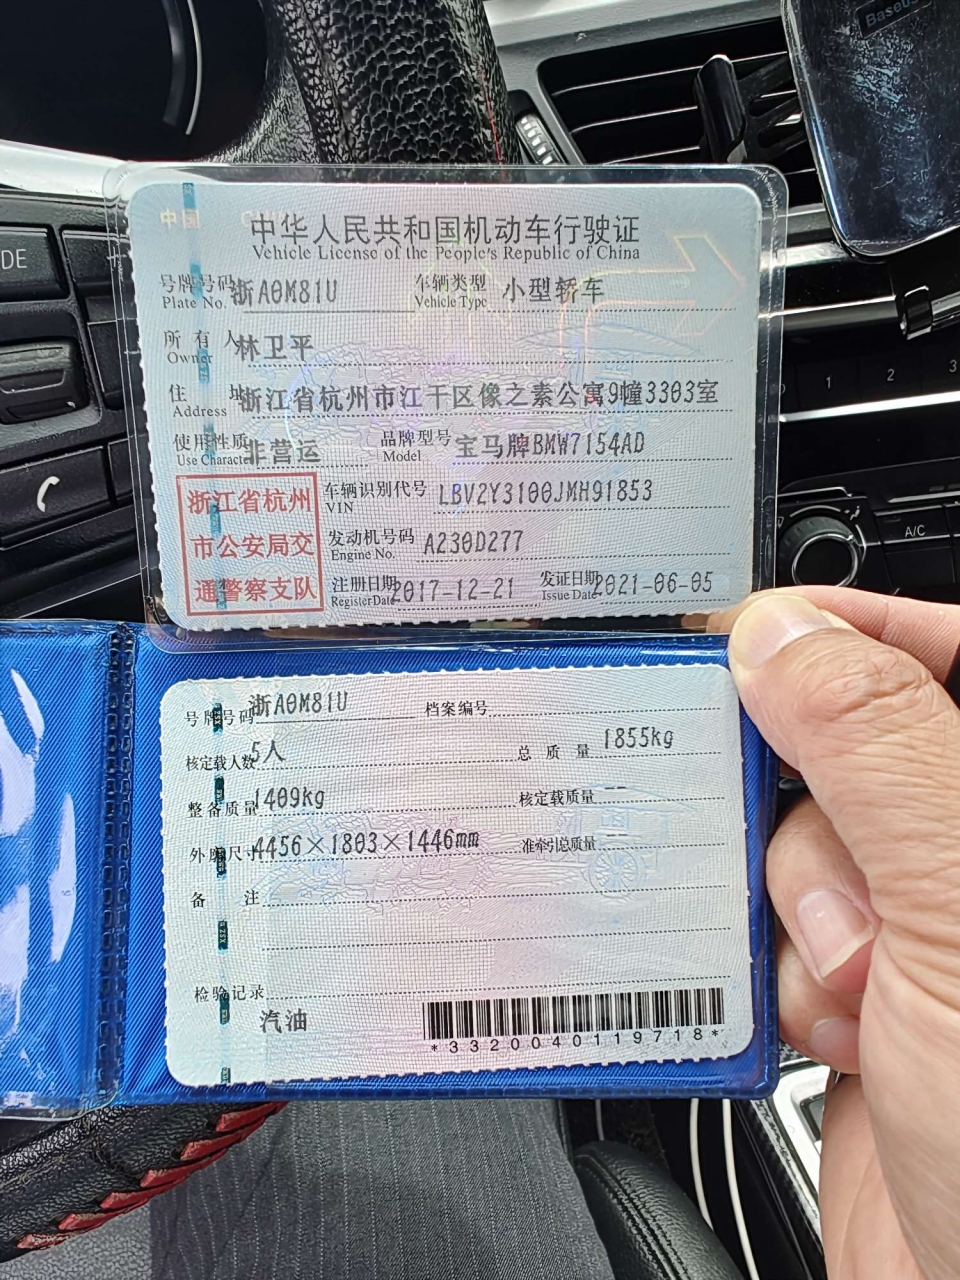 Baseus
DE
1 2 3
A/C
中国
中华人民共和国机动车行驶证
Vehicle License of the People's Republic of China
号牌号码 浙A0M81U 车辆类型 小型轿车
Plate No. Vehicle Type
所有人 林卫平
Owner
住址 浙江省杭州市江干区像之素公寓9幢3303室
Address
使用性质 非营运 品牌型号 宝马牌BMW7154AD
Use Character Model
浙江省杭州
市公安局交
通警察支队
车辆识别代号 LBV2Y3100JMH91853
VIN
发动机号码 A230D277
Engine No.
注册日期 2017-12-21 发证日期 2021-06-05
Register Date Issue Date
号牌号码 浙A0M81U 档案编号
核定载人数 5人 总质量 1855kg
整备质量 1409kg 核定载质量 --
外廓尺寸 4456×1803×1446mm 准牵引总质量 --
备注
检验记录
汽油
*3320040119718*